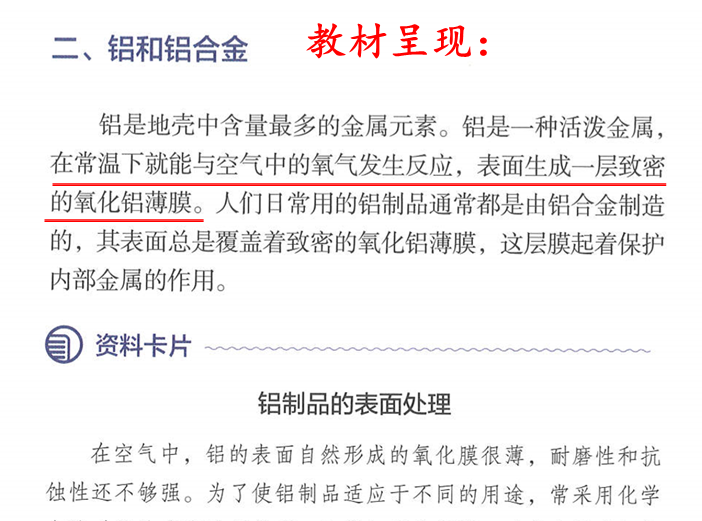 二、铝和铝合金 教材呈现：
铝是地壳中含量最多的金属元素。铝是一种活泼金属，
在常温下就能与空气中的氧气发生反应，表面生成一层致密
的氧化铝薄膜。人们日常用的铝制品通常都是由铝合金制造
的，其表面总是覆盖着致密的氧化铝薄膜，这层膜起着保护
内部金属的作用。
资料卡片
铝制品的表面处理
在空气中，铝的表面自然形成的氧化膜很薄，耐磨性和抗
蚀性还不够强。为了使铝制品适应于不同的用途，常采用化学